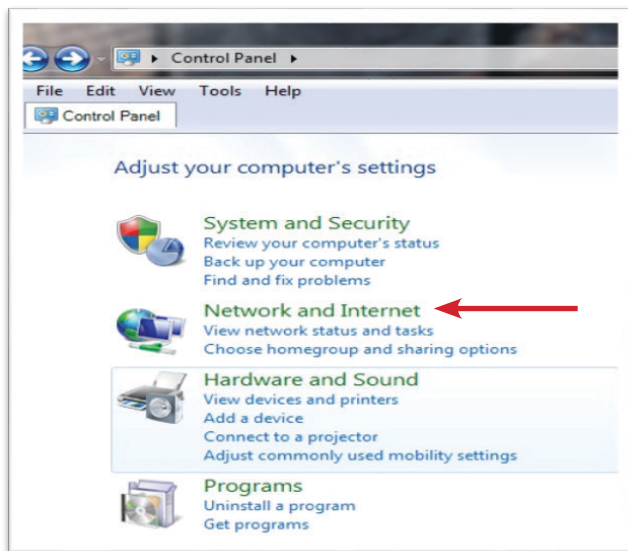 Control Panel
File Edit View Tools Help
Control Panel
Adjust your computer's settings
System and Security
Review your computer's status
Back up your computer
Find and fix problems
Network and Internet
View network status and tasks
Choose homegroup and sharing options
Hardware and Sound
View devices and printers
Add a device
Connect to a projector
Adjust commonly used mobility settings
Programs
Uninstall a program
Get programs